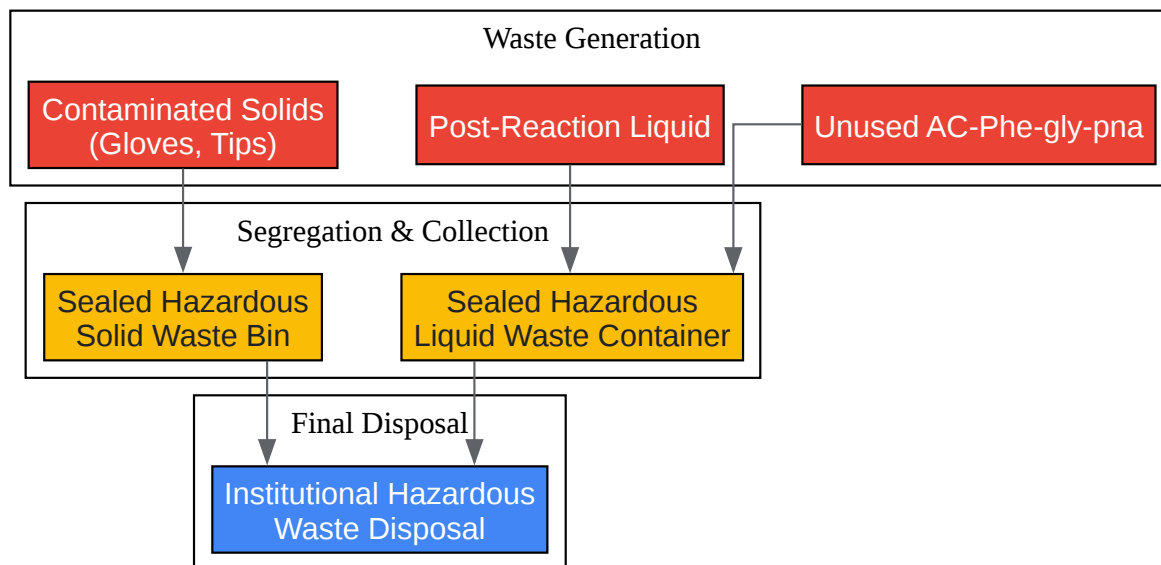 Waste Generation
Contaminated Solids
(Gloves, Tips)
Post-Reaction Liquid
Unused AC-Phe-gly-pna
Segregation & Collection
Sealed Hazardous
Solid Waste Bin
Sealed Hazardous
Liquid Waste Container
Final Disposal
Institutional Hazardous
Waste Disposal